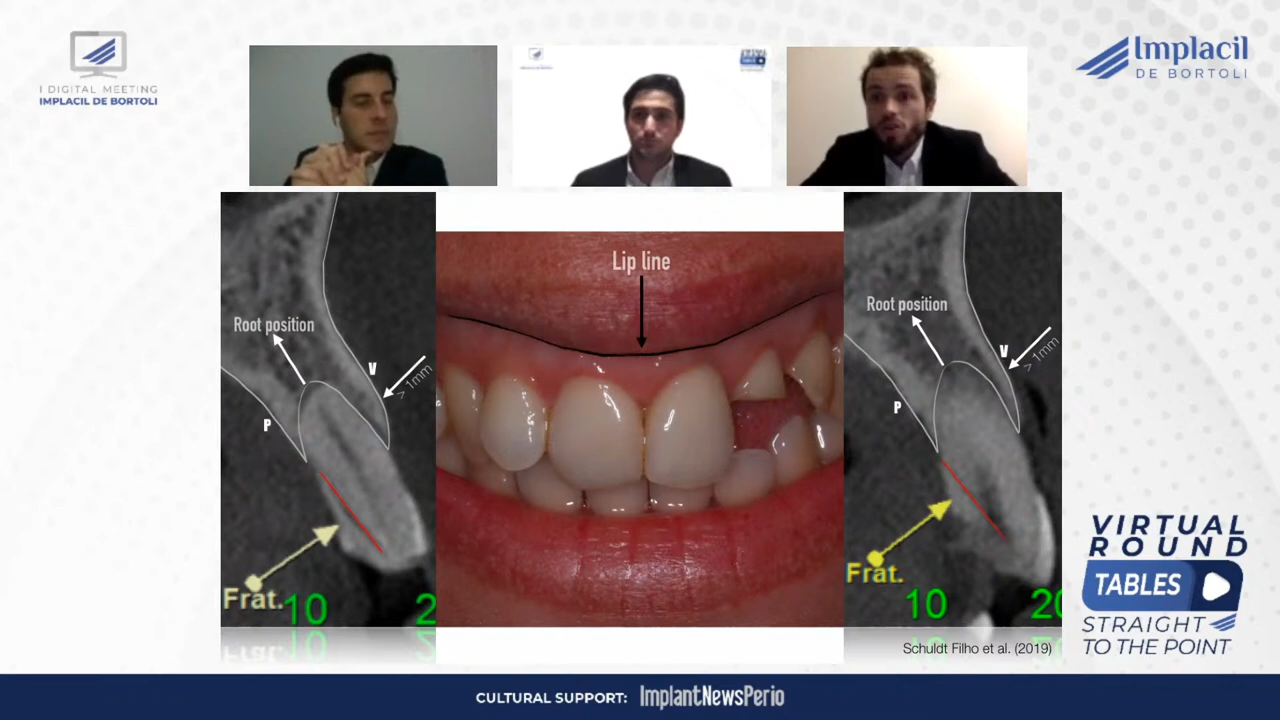 I DIGITAL MEETING
IMPLACIL DE BORTOLI
Implacil
DE BORTOLI
Root position
V
> 1mm
P
Frat.
10
2
Lip line
Root position
V
> 1mm
P
Frat.
10
20
Schuldt Filho et al. (2019)
VIRTUAL
ROUND
TABLES
STRAIGHT
TO THE POINT
CULTURAL SUPPORT: ImplantNewsPerio